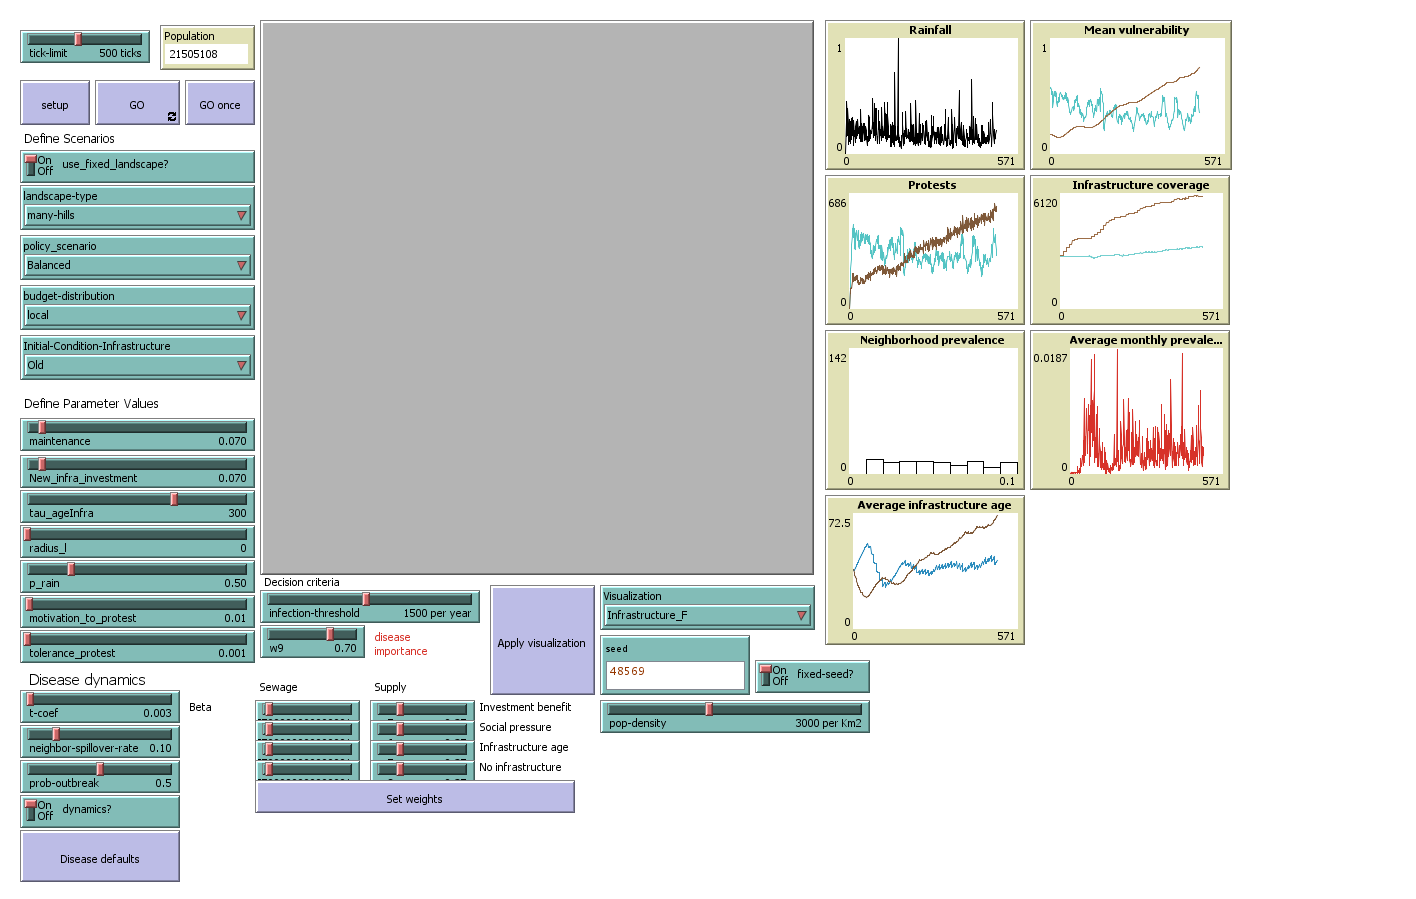 tick-limit 500 ticks
Population
21505108
setup
GO
GO once
Define Scenarios
On
Off
use_fixed_landscape?
landscape-type
many-hills
policy_scenario
Balanced
budget-distribution
local
Initial-Condition-Infrastructure
Old
Define Parameter Values
maintenance 0.070
New_infra_investment 0.070
tau_ageInfra 300
radius_l 0
p_rain 0.50
motivation_to_protest 0.01
tolerance_protest 0.001
Disease dynamics
t-coef 0.003
Beta
neighbor-spillover-rate 0.10
prob-outbreak 0.5
On
Off
dynamics?
Disease defaults
Decision criteria
infection-threshold 1500 per year
w9 0.70
disease
importance
Sewage
Supply
Investment benefit
Social pressure
Infrastructure age
No infrastructure
Set weights
Apply visualization
Visualization
Infrastructure_F
seed
48569
On
Off
fixed-seed?
pop-density 3000 per Km2
Rainfall
1
0
0 571
Mean vulnerability
1
0
0 571
Protests
686
0
0 571
Infrastructure coverage
6120
0
0 571
Neighborhood prevalence
142
0
0 0.1
Average monthly prevale...
0.0187
0
0 571
Average infrastructure age
72.5
0
0 571